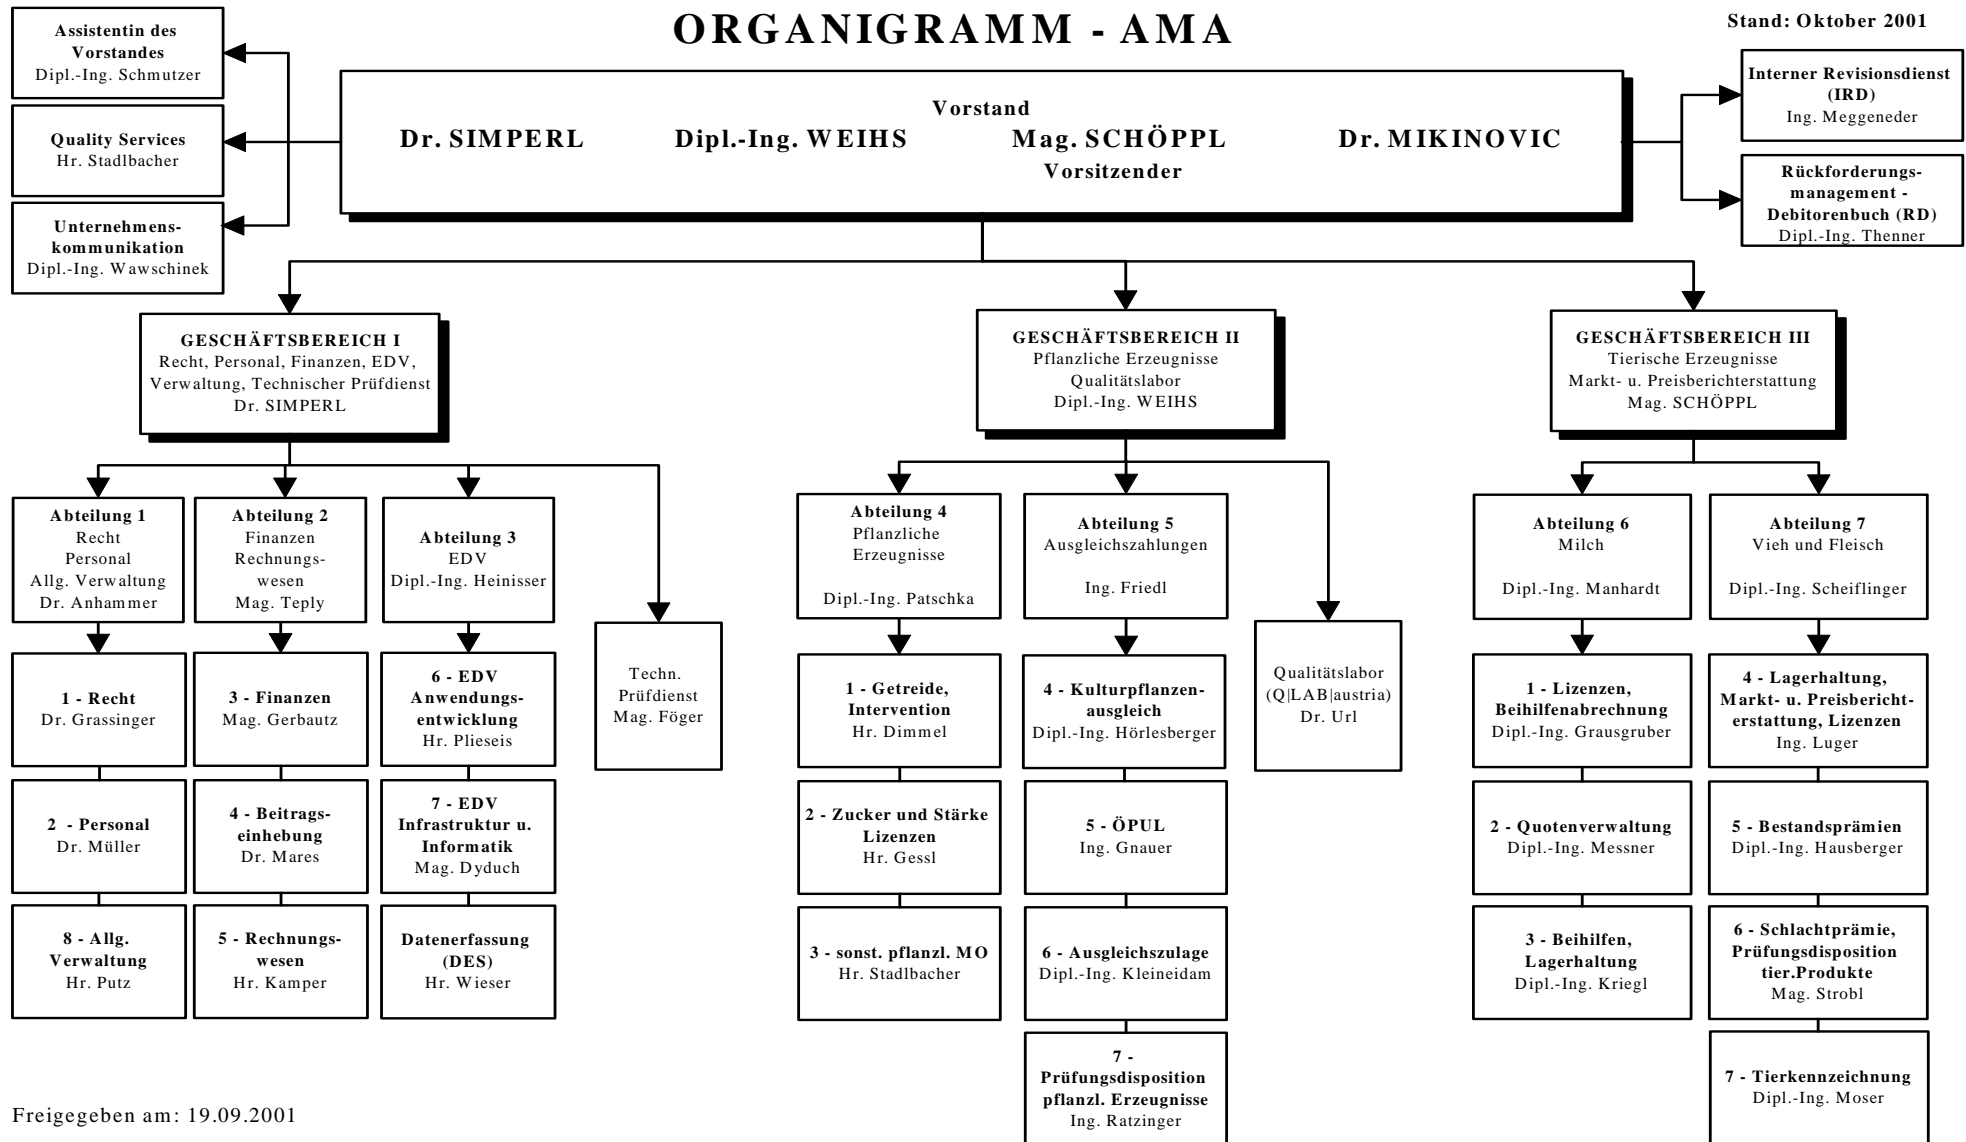 ORGANIGRAMM - AMA
Stand: Oktober 2001
Assistentin des
Vorstandes
Dipl.-Ing. Schmutzer
Quality Services
Hr. Stadlbacher
Unternehmens-
kommunikation
Dipl.-Ing. Wawschinek
Vorstand
Dr. SIMPERL Dipl.-Ing. WEIHS Mag. SCHÖPPL Dr. MIKINOVIC
Vorsitzender
Interner Revisionsdienst
(IRD)
Ing. Meggeneder
Rückforderungs-
management -
Debitorenbuch (RD)
Dipl.-Ing. Thenner
GESCHÄFTSBEREICH I
Recht, Personal, Finanzen, EDV,
Verwaltung, Technischer Prüfdienst
Dr. SIMPERL
GESCHÄFTSBEREICH II
Pflanzliche Erzeugnisse
Qualitätslabor
Dipl.-Ing. WEIHS
GESCHÄFTSBEREICH III
Tierische Erzeugnisse
Markt- u. Preisberichterstattung
Mag. SCHÖPPL
Abteilung 1
Recht
Personal
Allg. Verwaltung
Dr. Anhammer
Abteilung 2
Finanzen
Rechnungs-
wesen
Mag. Teply
Abteilung 3
EDV
Dipl.-Ing. Heinisser
Techn.
Prüfdienst
Mag. Föger
Abteilung 4
Pflanzliche
Erzeugnisse
Dipl.-Ing. Patschka
Abteilung 5
Ausgleichszahlungen
Ing. Friedl
Qualitätslabor
(Q|LAB|austria)
Dr. Url
Abteilung 6
Milch
Dipl.-Ing. Manhardt
Abteilung 7
Vieh und Fleisch
Dipl.-Ing. Scheiflinger
1 - Recht
Dr. Grassinger
3 - Finanzen
Mag. Gerbautz
6 - EDV
Anwendungs-
entwicklung
Hr. Plieseis
1 - Getreide,
Intervention
Hr. Dimmel
4 - Kulturpflanzen-
ausgleich
Dipl.-Ing. Hörlesberger
1 - Lizenzen,
Beihilfenabrechnung
Dipl.-Ing. Grausgruber
4 - Lagerhaltung,
Markt- u. Preisbericht-
erstattung, Lizenzen
Ing. Luger
2 - Personal
Dr. Müller
4 - Beitrags-
einhebung
Dr. Mares
7 - EDV
Infrastruktur u.
Informatik
Mag. Dyduch
2 - Zucker und Stärke
Lizenzen
Hr. Gessl
5 - ÖPUL
Ing. Gnauer
2 - Quotenverwaltung
Dipl.-Ing. Messner
5 - Bestandsprämien
Dipl.-Ing. Hausberger
8 - Allg.
Verwaltung
Hr. Putz
5 - Rechnungs-
wesen
Hr. Kamper
Datenerfassung
(DES)
Hr. Wieser
3 - sonst. pflanzl. MO
Hr. Stadlbacher
6 - Ausgleichszulage
Dipl.-Ing. Kleineidam
3 - Beihilfen,
Lagerhaltung
Dipl.-Ing. Kriegl
6 - Schlachtprämie,
Prüfungsdisposition
tier.Produkte
Mag. Strobl
7 -
Prüfungsdisposition
pflanzl. Erzeugnisse
Ing. Ratzinger
7 - Tierkennzeichnung
Dipl.-Ing. Moser
Freigegeben am: 19.09.2001